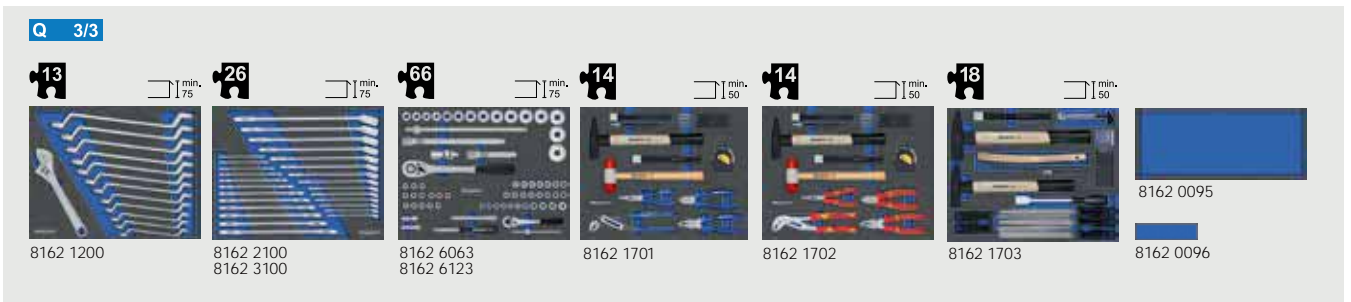 Q 3/3
13 min. 75
26 min. 75
66 min. 75
14 min. 50
14 min. 50
18 min. 50
8162 1200
8162 2100
8162 3100
8162 6063
8162 6123
8162 1701
8162 1702
8162 1703
8162 0095
8162 0096